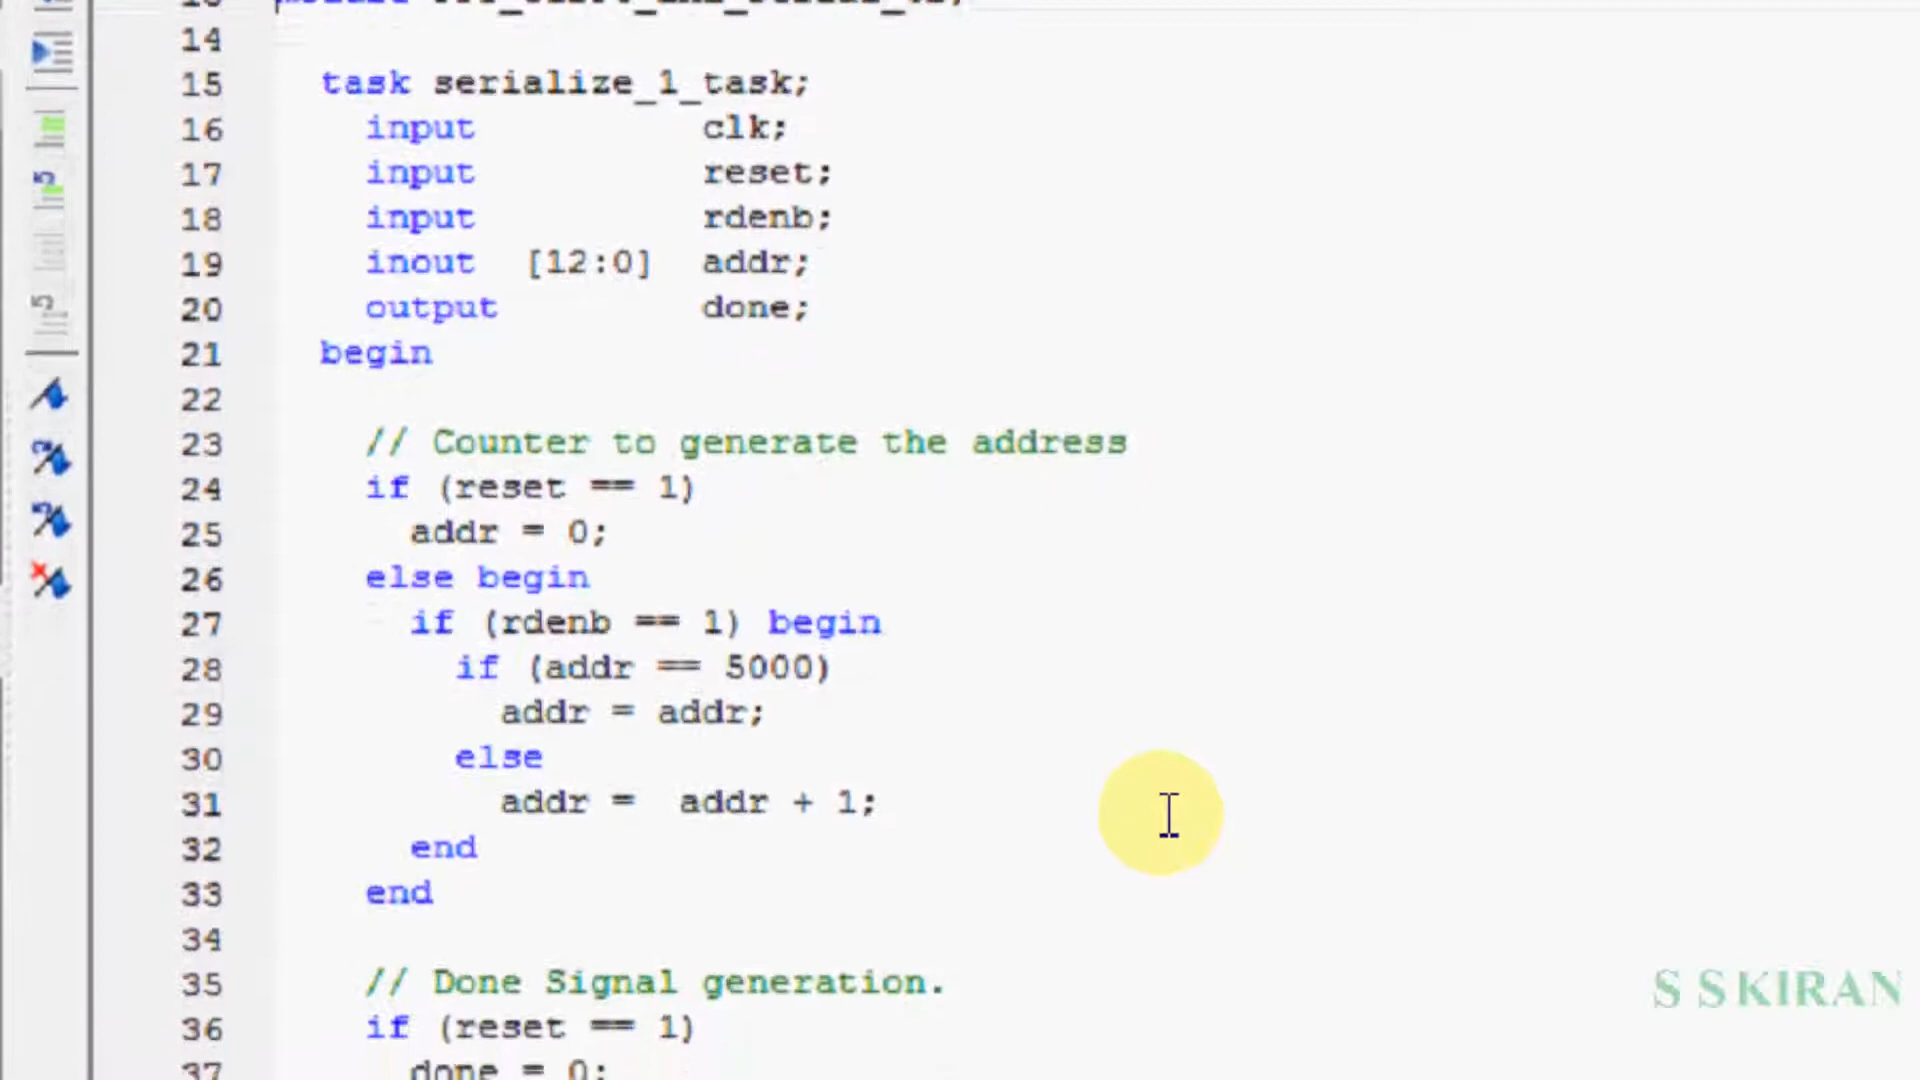 14
15 task serialize_1_task;
16 input clk;
17 input reset;
18 input rdenb;
19 inout [12:0] addr;
20 output done;
21 begin
22
23 // Counter to generate the address
24 if (reset == 1)
25 addr = 0;
26 else begin
27 if (rdenb == 1) begin
28 if (addr == 5000)
29 addr = addr;
30 else
31 addr = addr + 1;
32 end
33 end
34
35 // Done Signal generation.
36 if (reset == 1)
37 done = 0;
S S KIRAN